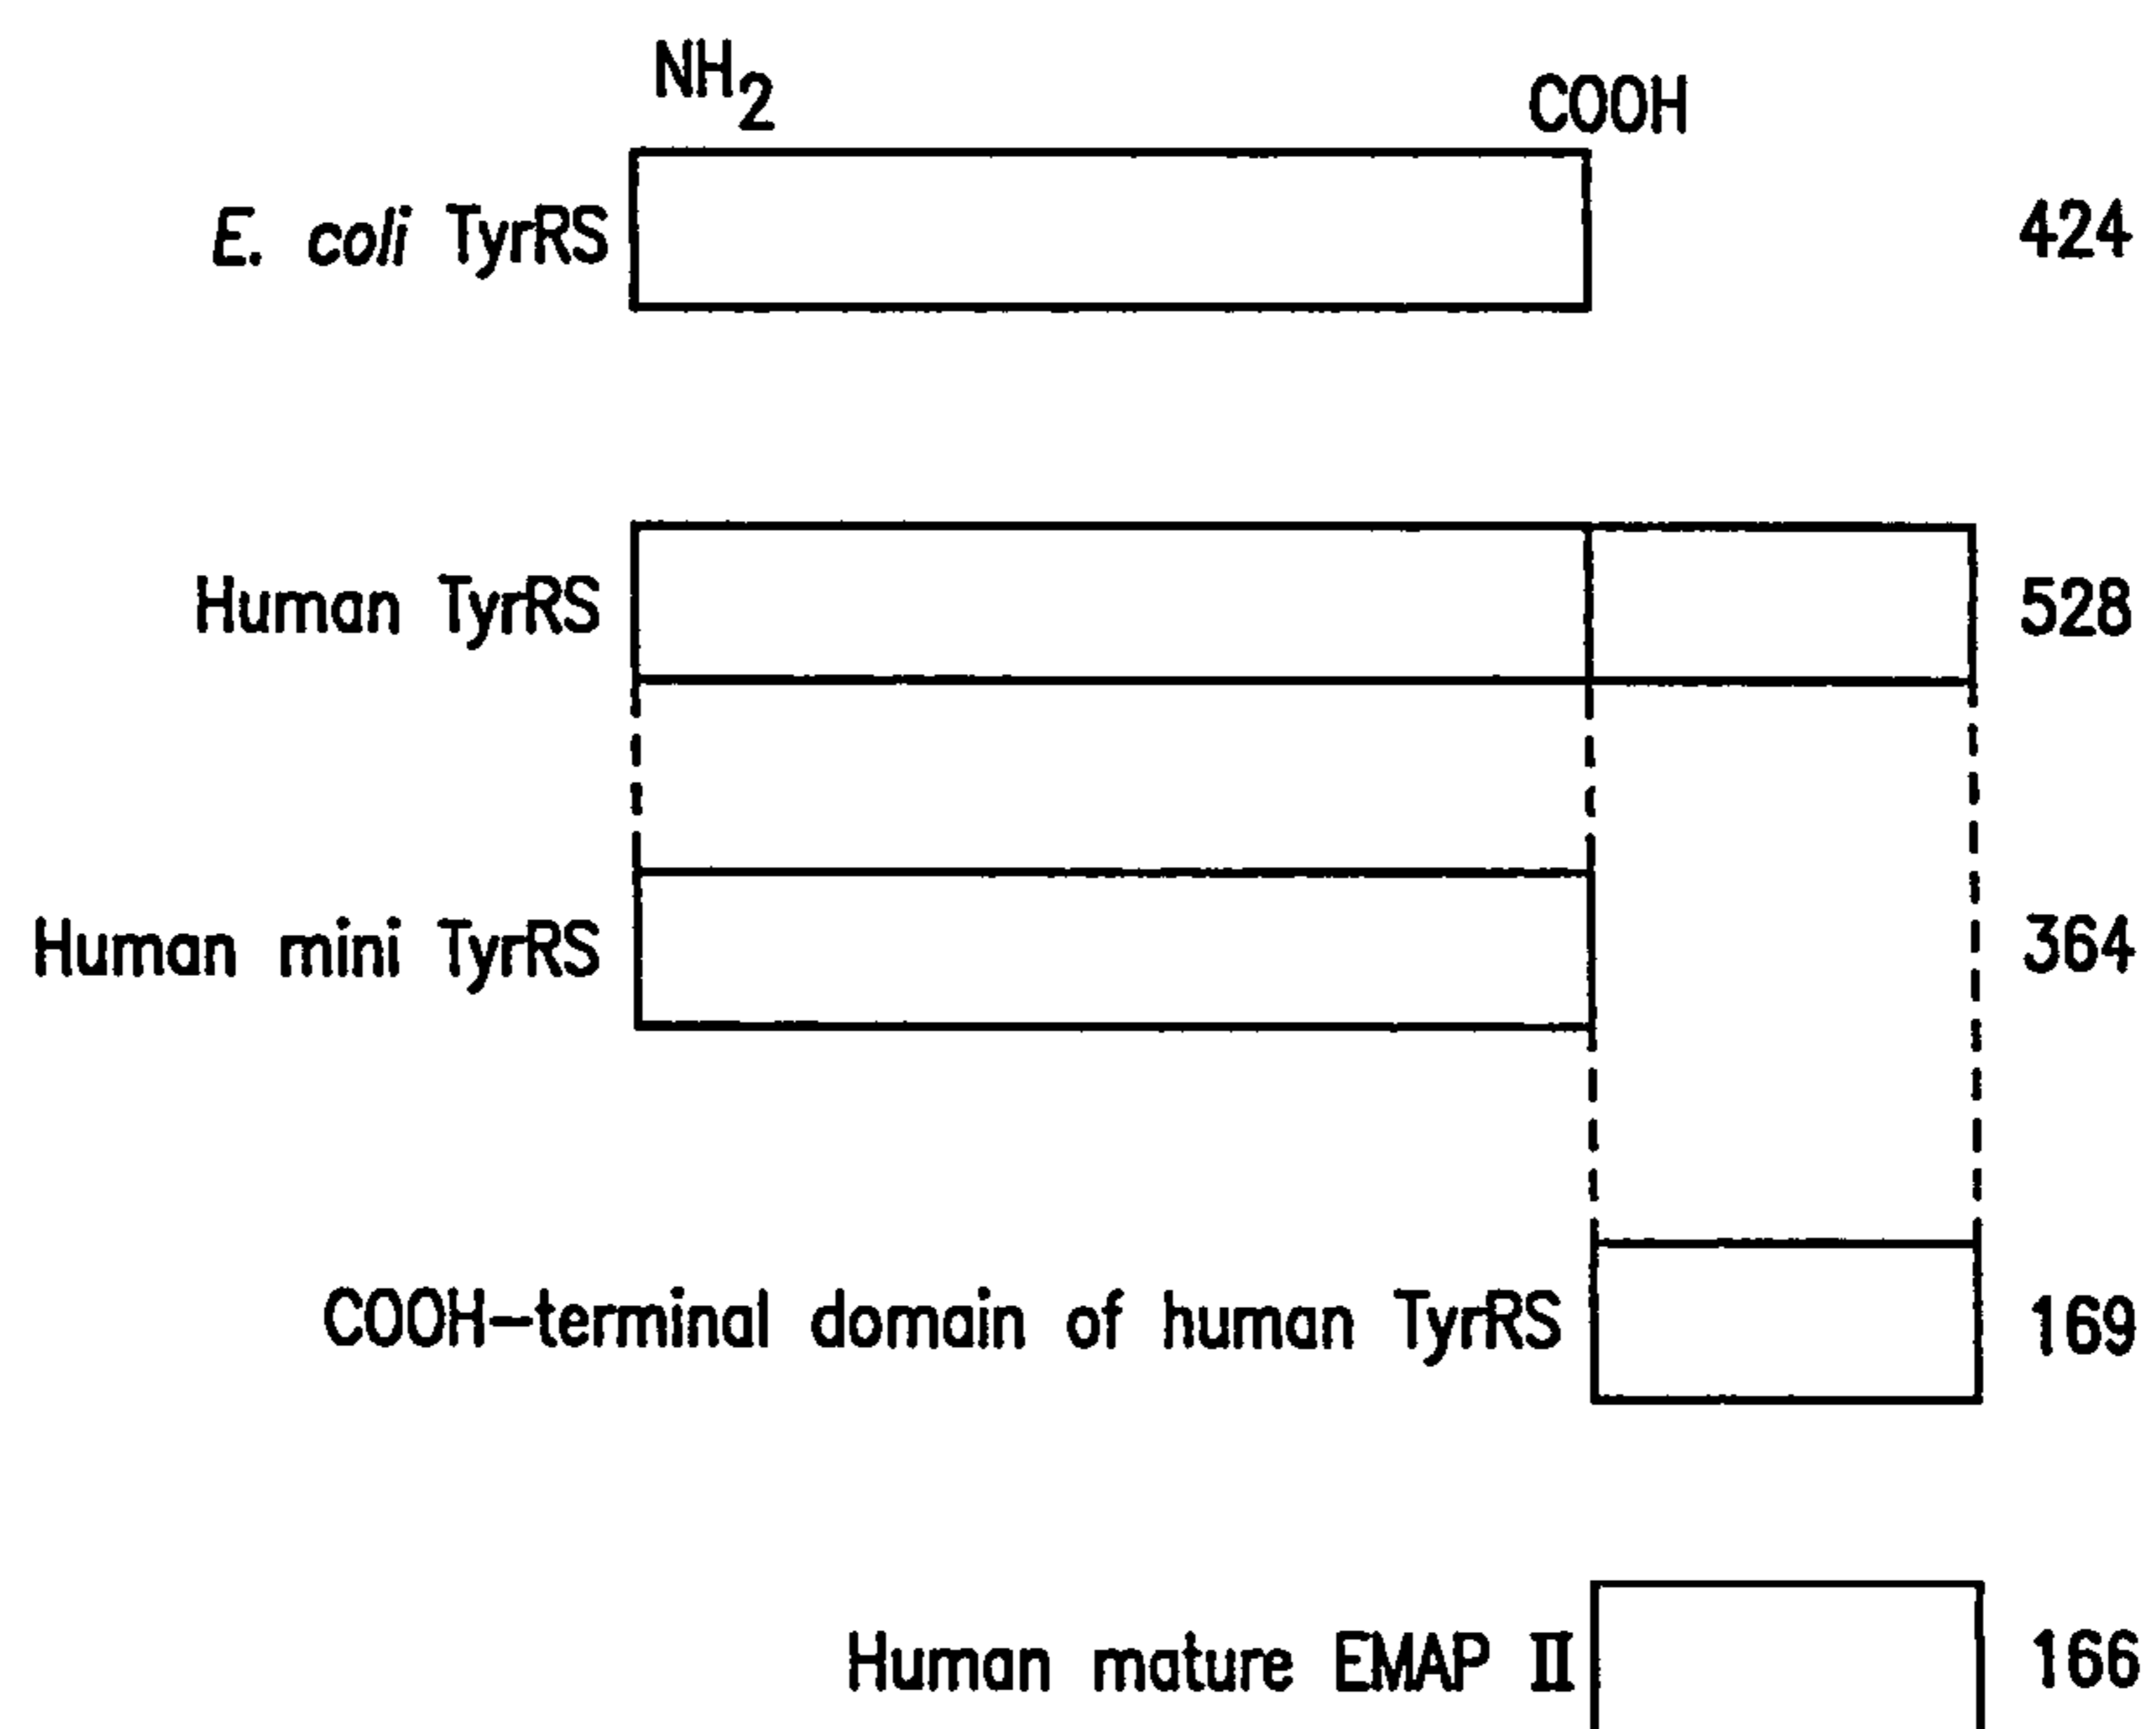 NH2 COOH
E. coli TyrRS 424
Human TyrRS 528
Human mini TyrRS 364
COOH-terminal domain of human TyrRS 169
Human mature EMAP II 166